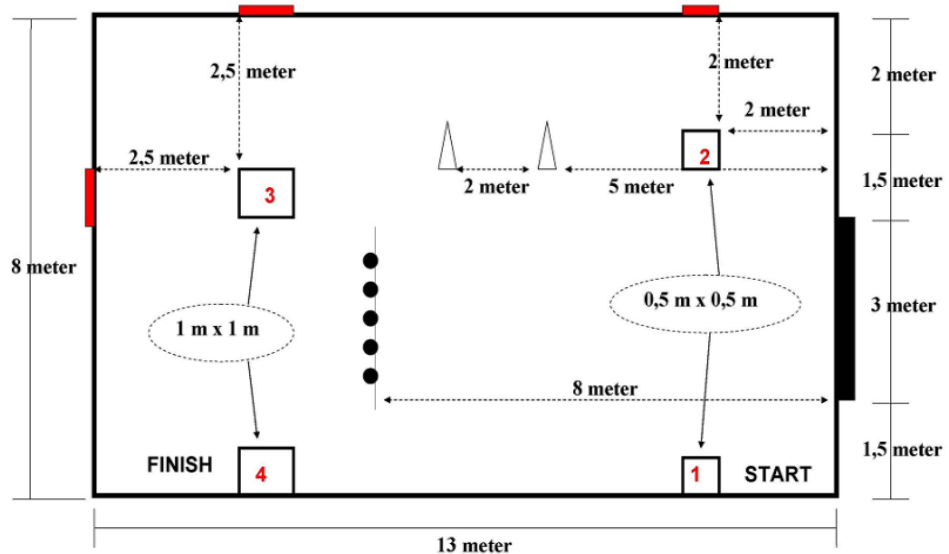 2,5 meter
2 meter
2 meter
2 meter
2,5 meter
3
2 meter
5 meter
2
1,5 meter
8 meter
1 m x 1 m
0,5 m x 0,5 m
3 meter
8 meter
FINISH
4
1
START
1,5 meter
13 meter